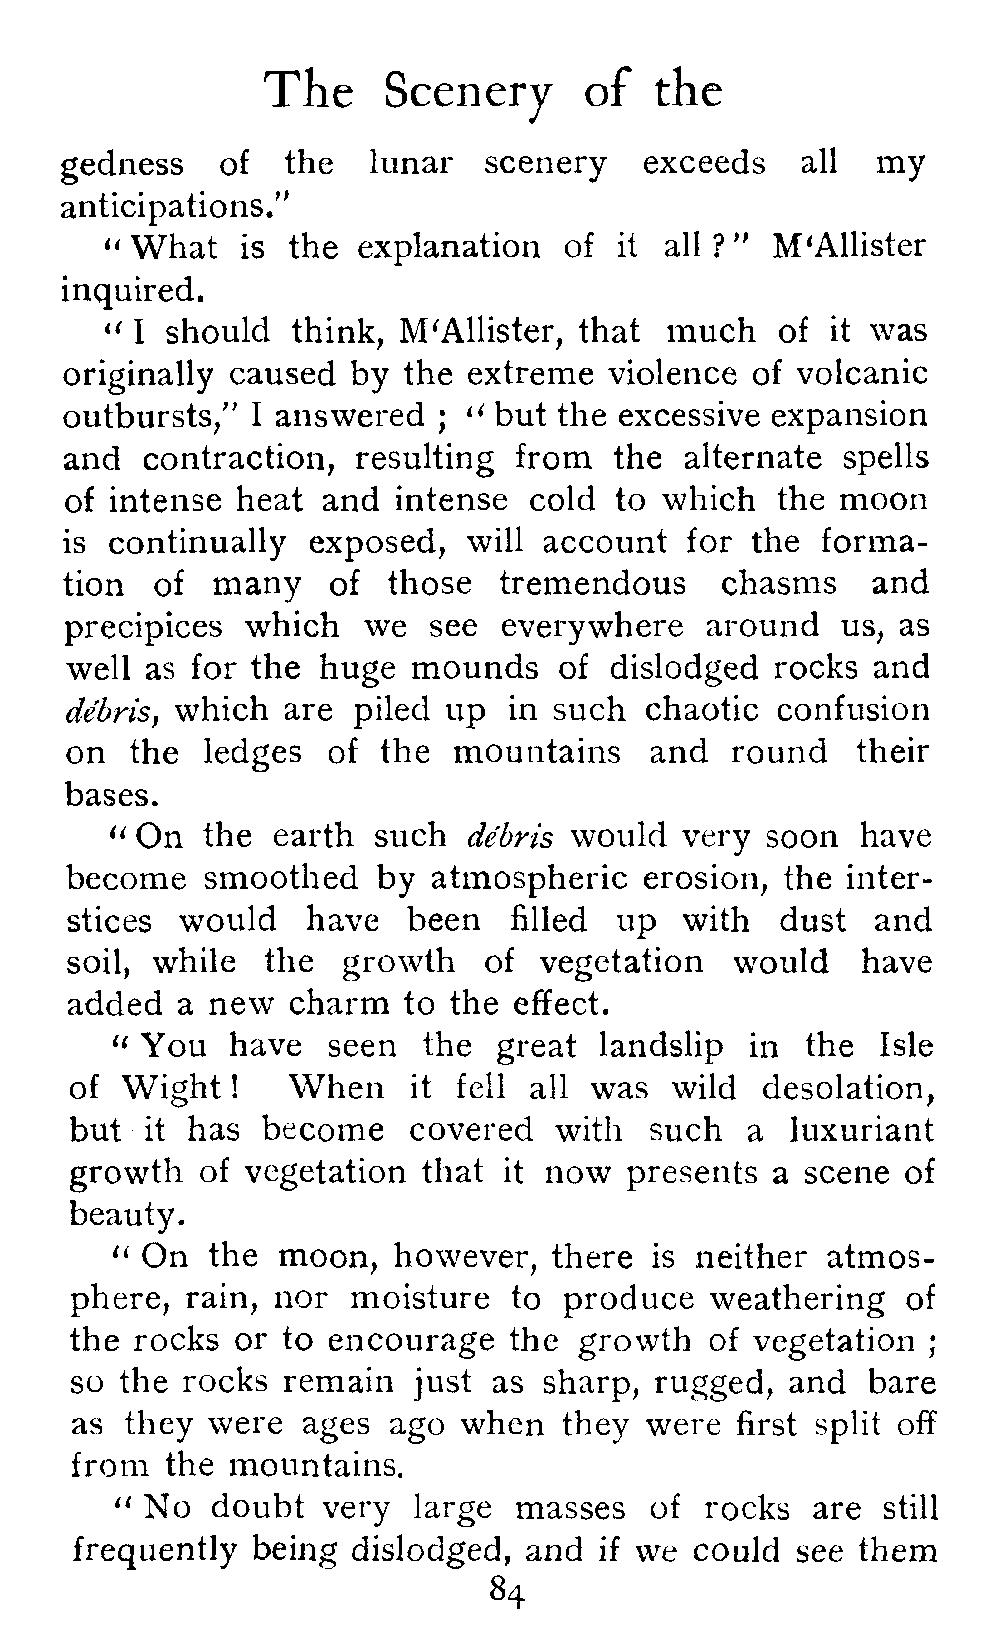 The Scenery of the
gedness of the lunar scenery exceeds all my
anticipations."
"What is the explanation of it all?" M'Allister
inquired.
"I should think, M'Allister, that much of it was
originally caused by the extreme violence of volcanic
outbursts," I answered; "but the excessive expansion
and contraction, resulting from the alternate spells
of intense heat and intense cold to which the moon
is continually exposed, will account for the forma-
tion of many of those tremendous chasms and
precipices which we see everywhere around us, as
well as for the huge mounds of dislodged rocks and
débris, which are piled up in such chaotic confusion
on the ledges of the mountains and round their
bases.
"On the earth such débris would very soon have
become smoothed by atmospheric erosion, the inter-
stices would have been filled up with dust and
soil, while the growth of vegetation would have
added a new charm to the effect.
"You have seen the great landslip in the Isle
of Wight! When it fell all was wild desolation,
but it has become covered with such a luxuriant
growth of vegetation that it now presents a scene of
beauty.
"On the moon, however, there is neither atmos-
phere, rain, nor moisture to produce weathering of
the rocks or to encourage the growth of vegetation;
so the rocks remain just as sharp, rugged, and bare
as they were ages ago when they were first split off
from the mountains.
"No doubt very large masses of rocks are still
frequently being dislodged, and if we could see them
84